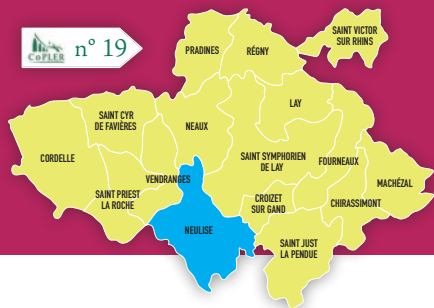 CoPLER
n° 19
SAINT VICTOR
SUR RHINS
PRADINES
RÉGNY
LAY
SAINT CYR
DE FAVIÈRES
NEAUX
CORDELLE
SAINT SYMPHORIEN
DE LAY
FOURNEAUX
VENDRANGES
MACHÉZAL
SAINT PRIEST
LA ROCHE
CROIZET
SUR GAND
CHIRASSIMONT
NEULISE
SAINT JUST
LA PENDUE